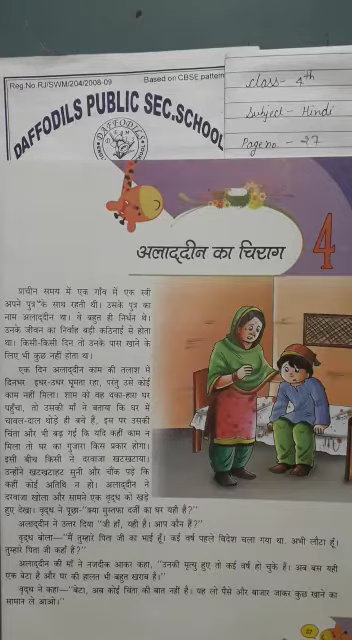 Reg.No.RJ/SWM/204/2008-09
Based on CBSE pattern
DAFFODILS PUBLIC SEC.SCHOOL
DAFFODILS
Class- 4th
Subject- Hindi
Page no. - 27
अलाद्दीन का चिराग
4
प्राचीन समय में एक गाँव में एक स्त्री
अपने पुत्र के साथ रहती थी। उसके पुत्र का
नाम अलाद्दीन था। वे बहुत ही निर्धन थे।
उनके जीवन का निर्वाह बड़ी कठिनाई से होता
था। किसी-किसी दिन तो उनके पास खाने के
लिए भी कुछ नहीं होता था।
एक दिन अलाद्दीन काम की तलाश में
दिनभर इधर-उधर घूमता रहा, परंतु उसे कोई
काम नहीं मिला। शाम को वह थका-हारा घर
पहुँचा, तो उसकी माँ ने बताया कि घर में
चावल-दाल थोड़े ही बचे हैं, इस पर उसकी
चिंता और भी बढ़ गई कि यदि कहीं काम न
मिला तो घर का गुजारा किस प्रकार होगा।
इसी बीच किसी ने दरवाजा खटखटाया।
उन्होंने खटखटाहट सुनी और चौंक पड़े कि
कहीं कोई अतिथि न हो। अलाद्दीन ने
दरवाजा खोला और सामने एक वृद्ध को खड़े
हुए देखा। वृद्ध ने पूछा-"क्या मुस्तफा दर्जी का घर यही है?"
अलाद्दीन ने उत्तर दिया "जी हाँ, यही है। आप कौन हैं?"
वृद्ध बोला-"मैं तुम्हारे पिता जी का भाई हूँ। कई वर्ष पहले विदेश चला गया था. अभी लौटा हूँ।
तुम्हारे पिता जी कहाँ हैं?"
अलाद्दीन की माँ ने नजदीक आकर कहा, "उनकी मृत्यु हुए तो कई वर्ष हो चुके हैं। अब बस यही
एक बेटा है और घर की हालत भी बहुत खराब है।"
वृद्ध ने कहा-"बेटा, अब कोई चिंता की बात नहीं है। यह लो पैसे और बाजार जाकर कुछ खाने का
सामान ले आओ।"
27